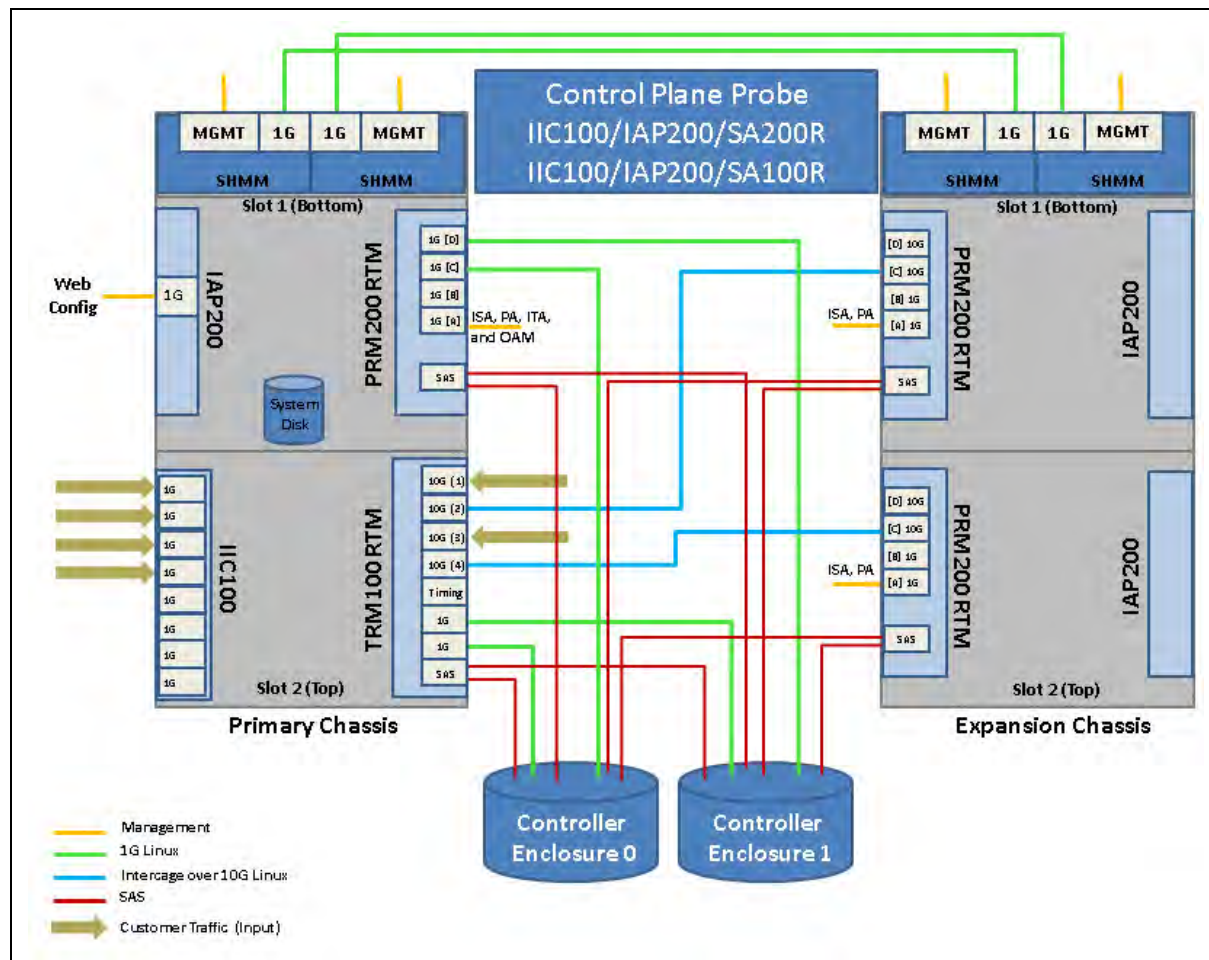 Control Plane Probe
IIC100/IAP200/SA200R
IIC100/IAP200/SA100R
MGMT
1G
1G
MGMT
SHMM
SHMM
Slot 1 (Bottom)
Web
Config
1G
IAP200
System
Disk
PRM200 RTM
1G [D]
1G [C]
1G [B]
1G [A]
SAS
ISA, PA, ITA,
and OAM
1G
1G
1G
1G
1G
1G
1G
1G
IIC100
TRM100 RTM
10G (1)
10G (2)
10G (3)
10G (4)
Timing
1G
1G
SAS
Slot 2 (Top)
Primary Chassis
MGMT
1G
1G
MGMT
SHMM
SHMM
Slot 1 (Bottom)
[D] 10G
[C] 10G
[B] 1G
[A] 1G
SAS
ISA, PA
PRM200 RTM
IAP200
[D] 10G
[C] 10G
[B] 1G
[A] 1G
SAS
ISA, PA
PRM200 RTM
IAP200
Slot 2 (Top)
Expansion Chassis
Controller
Enclosure 0
Controller
Enclosure 1
Management
1G Linux
Intercage over 10G Linux
SAS
Customer Traffic (Input)